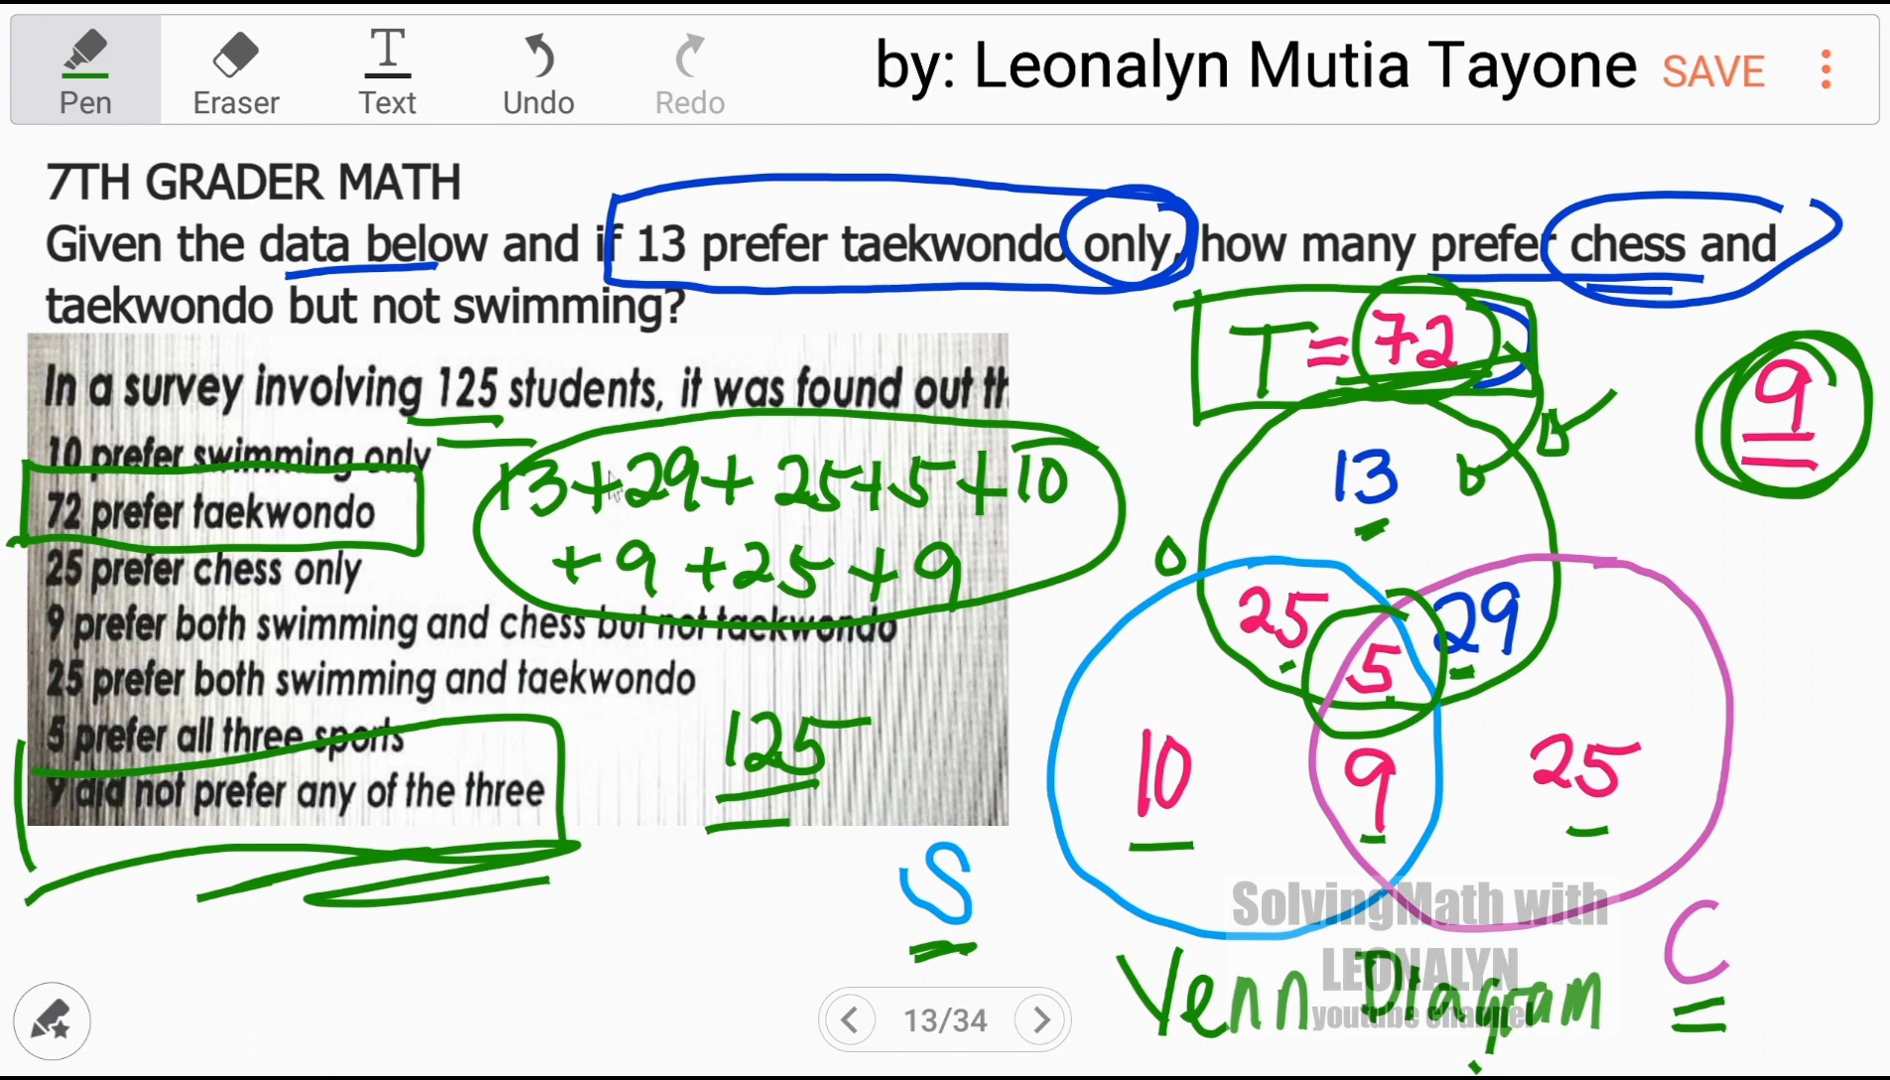 Pen Eraser Text Undo Redo by: Leonalyn Mutia Tayone SAVE
7TH GRADER MATH
Given the data below and if 13 prefer taekwondo only, how many prefer chess and
taekwondo but not swimming?
T = 72
9
In a survey involving 125 students, it was found out th
10 prefer swimming only
72 prefer taekwondo
25 prefer chess only
9 prefer both swimming and chess but not taekwondo
25 prefer both swimming and taekwondo
5 prefer all three sports
9 did not prefer any of the three
13+29+ 25+5+10
+9+25+9
125
13
25 5 29
10 9 25
S
C
SolvingMath with
LEONALYN
youtube channel
Venn Diagram
13/34